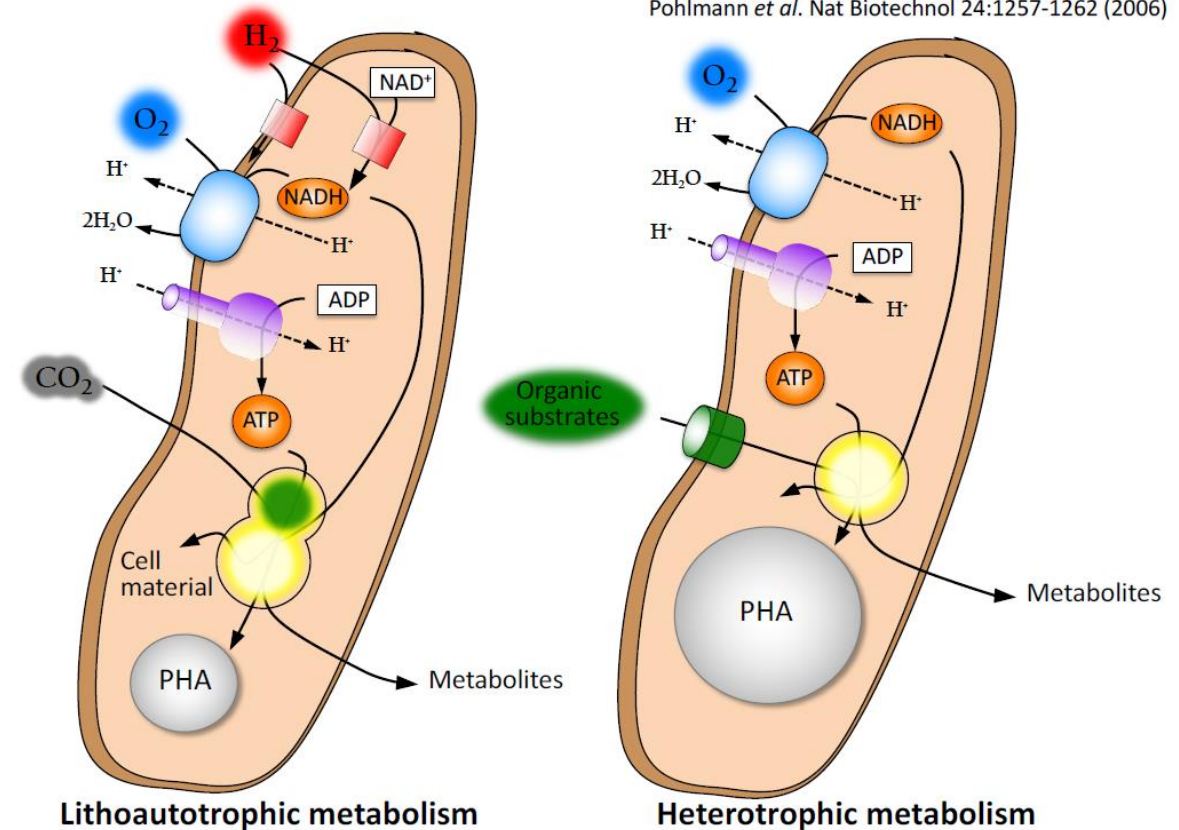 Pohlmann et al. Nat Biotechnol 24:1257-1262 (2006)
H₂
NAD⁺
O₂
H⁺
NADH
2H₂O
H⁺
H⁺
ADP
H⁺
CO₂
ATP
Cell
material
PHA
Metabolites
Lithoautotrophic metabolism
O₂
NADH
H⁺
2H₂O
H⁺
H⁺
ADP
H⁺
ATP
Organic
substrates
PHA
Metabolites
Heterotrophic metabolism